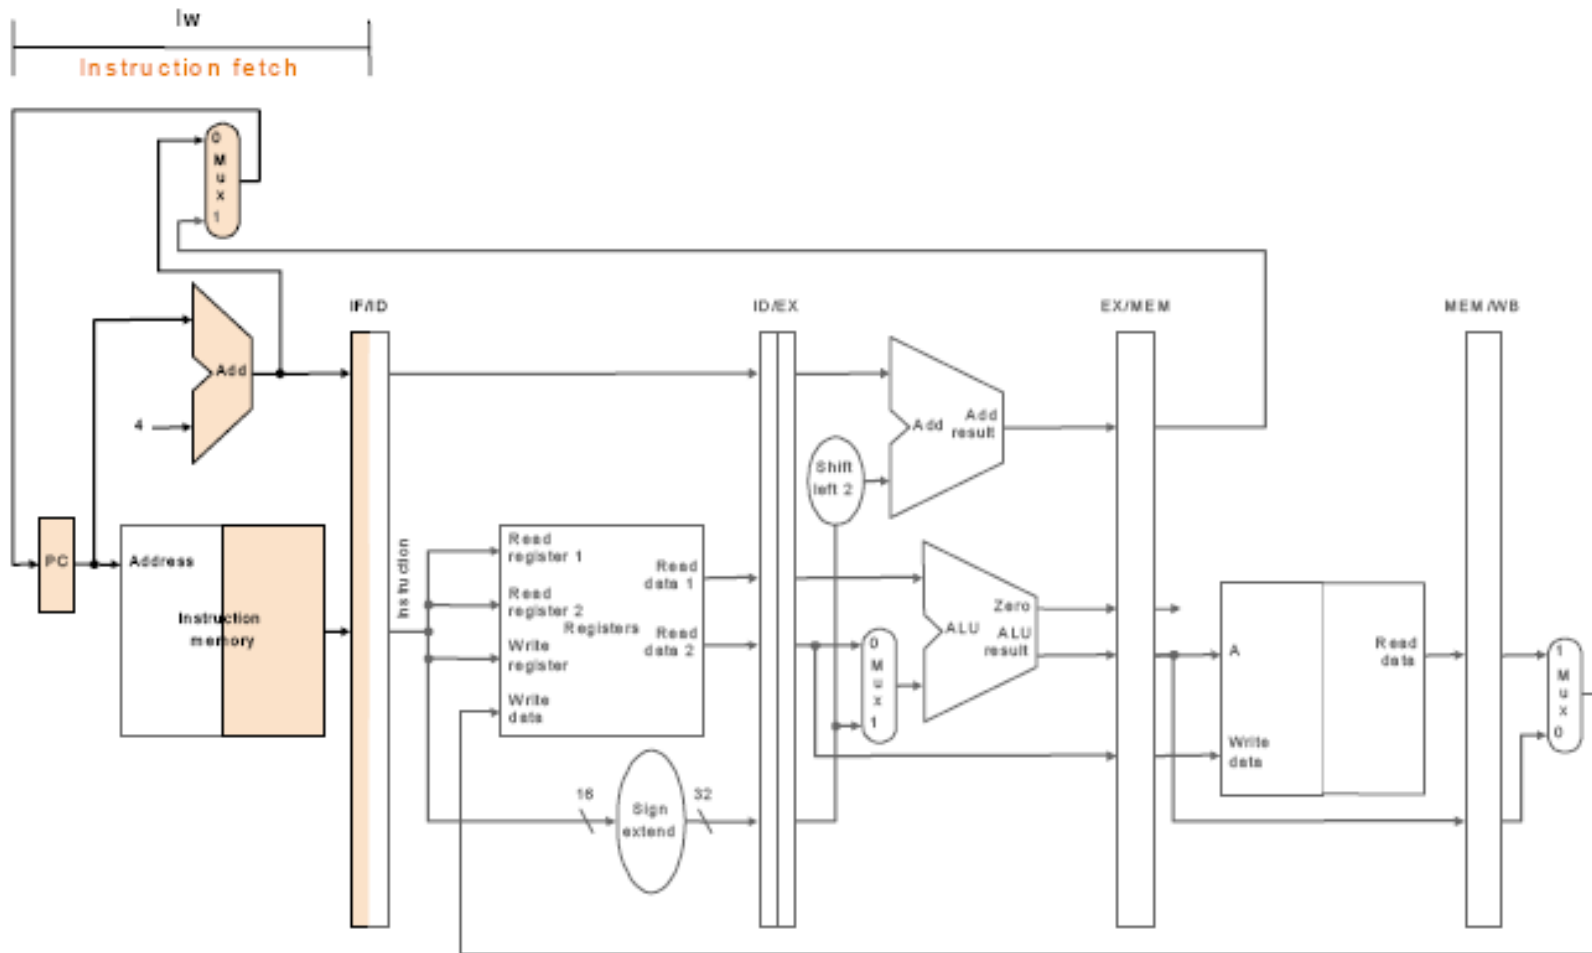 lw
Instruction fetch
0
M
u
x
1
IF/ID
ID/EX
EX/MEM
MEM/WB
Add
4
Add
Add
result
Shift
left 2
PC
Address
Instruction
memory
Instruction
Read
register 1
Read
register 2
Write
register
Write
data
Registers
Read
data 1
Read
data 2
0
M
u
x
1
Zero
ALU
ALU
result
A
Write
data
Read
data
1
M
u
x
0
16
Sign
extend
32